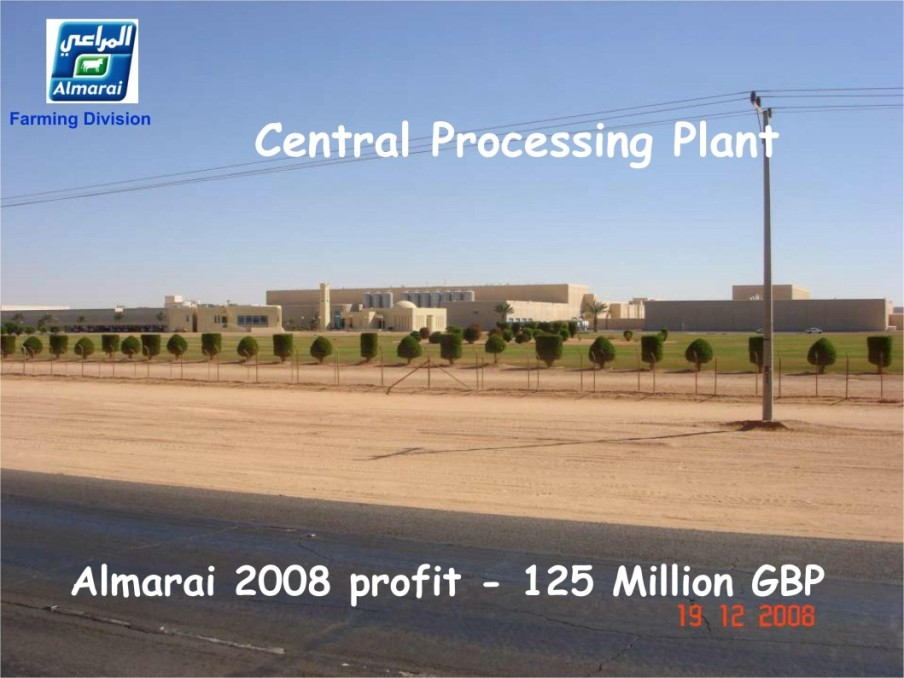 المراعي
Almarai
Farming Division
Central Processing Plant
Almarai 2008 profit - 125 Million GBP
19 12 2008